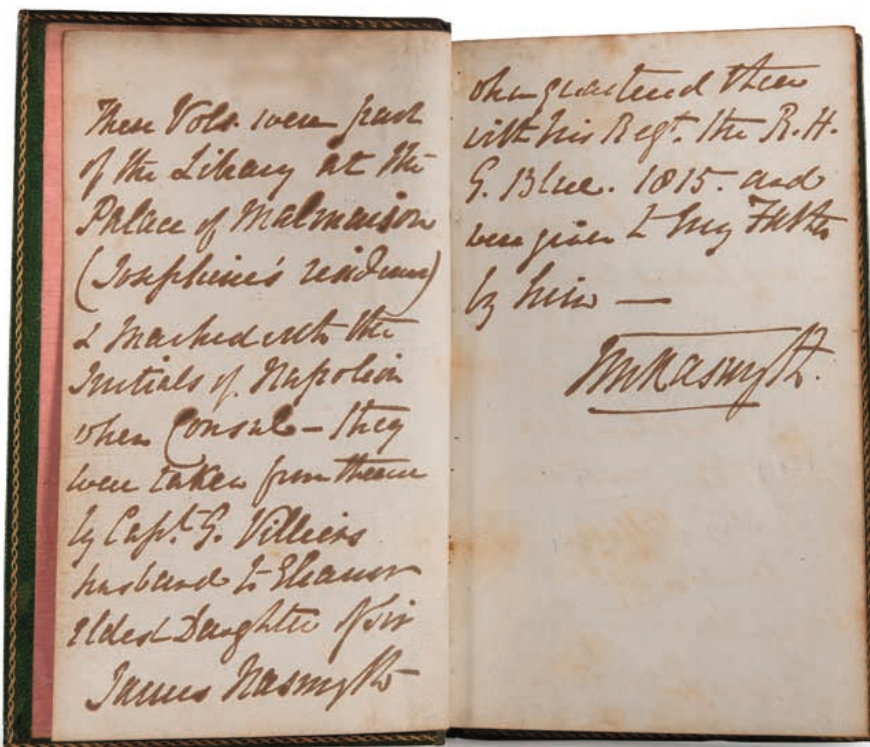 These Vols. were part
of the Library at the
Palace of Malmaison
(Josephine's residence)
& marked with the
Initials of Napoleon
when Consul – they
were taken from thence
by Capt. G. Villiers
husband to Eleanor
eldest Daughter of Sir
James Nasmyth
when quartered there
with his Regt. the R. H.
G. Blue. 1815. and
were given to my Father
by him —
Nasmyth.